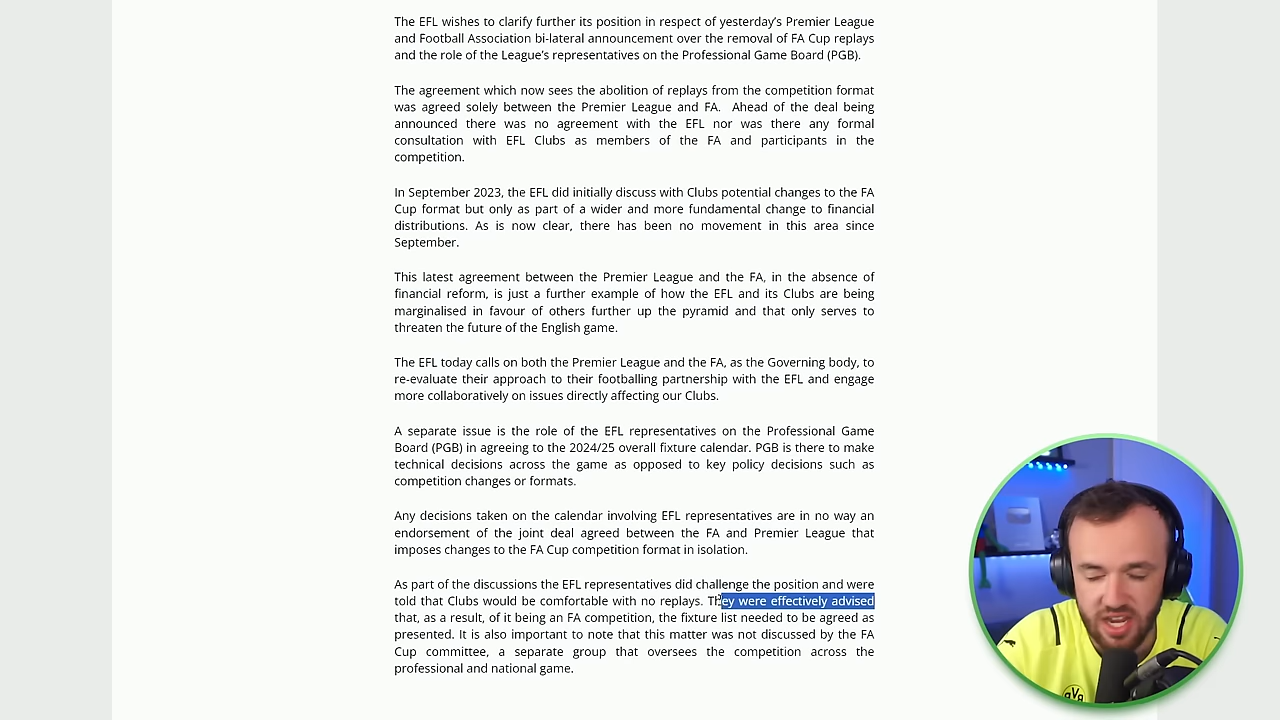 The EFL wishes to clarify further its position in respect of yesterday's Premier League
and Football Association bi-lateral announcement over the removal of FA Cup replays
and the role of the League's representatives on the Professional Game Board (PGB).
The agreement which now sees the abolition of replays from the competition format
was agreed solely between the Premier League and FA. Ahead of the deal being
announced there was no agreement with the EFL nor was there any formal
consultation with EFL Clubs as members of the FA and participants in the
competition.
In September 2023, the EFL did initially discuss with Clubs potential changes to the FA
Cup format but only as part of a wider and more fundamental change to financial
distributions. As is now clear, there has been no movement in this area since
September.
This latest agreement between the Premier League and the FA, in the absence of
financial reform, is just a further example of how the EFL and its Clubs are being
marginalised in favour of others further up the pyramid and that only serves to
threaten the future of the English game.
The EFL today calls on both the Premier League and the FA, as the Governing body, to
re-evaluate their approach to their footballing partnership with the EFL and engage
more collaboratively on issues directly affecting our Clubs.
A separate issue is the role of the EFL representatives on the Professional Game
Board (PGB) in agreeing to the 2024/25 overall fixture calendar. PGB is there to make
technical decisions across the game as opposed to key policy decisions such as
competition changes or formats.
Any decisions taken on the calendar involving EFL representatives are in no way an
endorsement of the joint deal agreed between the FA and Premier League that
imposes changes to the FA Cup competition format in isolation.
As part of the discussions the EFL representatives did challenge the position and were
told that Clubs would be comfortable with no replays. They were effectively advised
that, as a result, of it being an FA competition, the fixture list needed to be agreed as
presented. It is also important to note that this matter was not discussed by the FA
Cup committee, a separate group that oversees the competition across the
professional and national game.
BVB